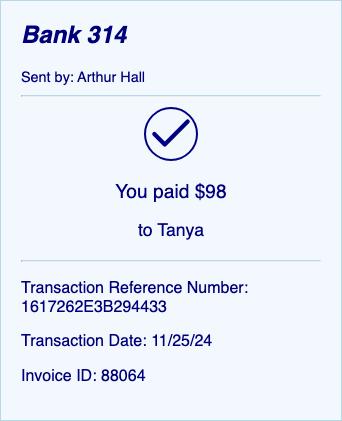 Bank 314
Sent by: Arthur Hall
You paid $98
to Tanya
Transaction Reference Number:
1617262E3B294433
Transaction Date: 11/25/24
Invoice ID: 88064